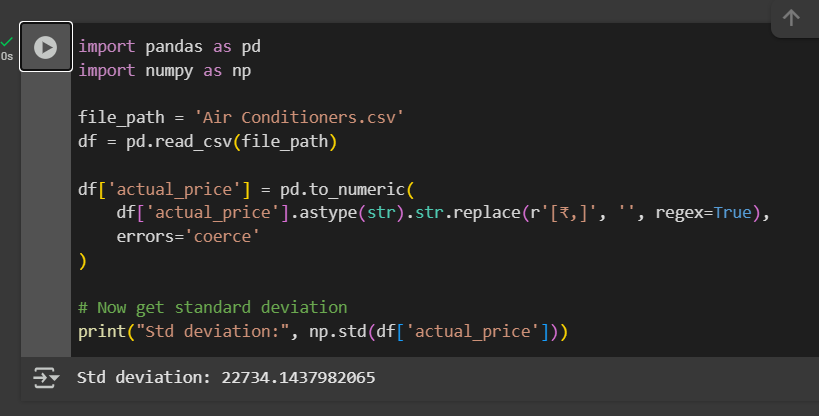 import pandas as pd
import numpy as np
0s
file_path = 'Air Conditioners.csv'
df = pd.read_csv(file_path)
df['actual_price'] = pd.to_numeric(
    df['actual_price'].astype(str).str.replace(r'[₹,]', '', regex=True),
    errors='coerce'
)
# Now get standard deviation
print("Std deviation:", np.std(df['actual_price']))
Std deviation: 22734.1437982065